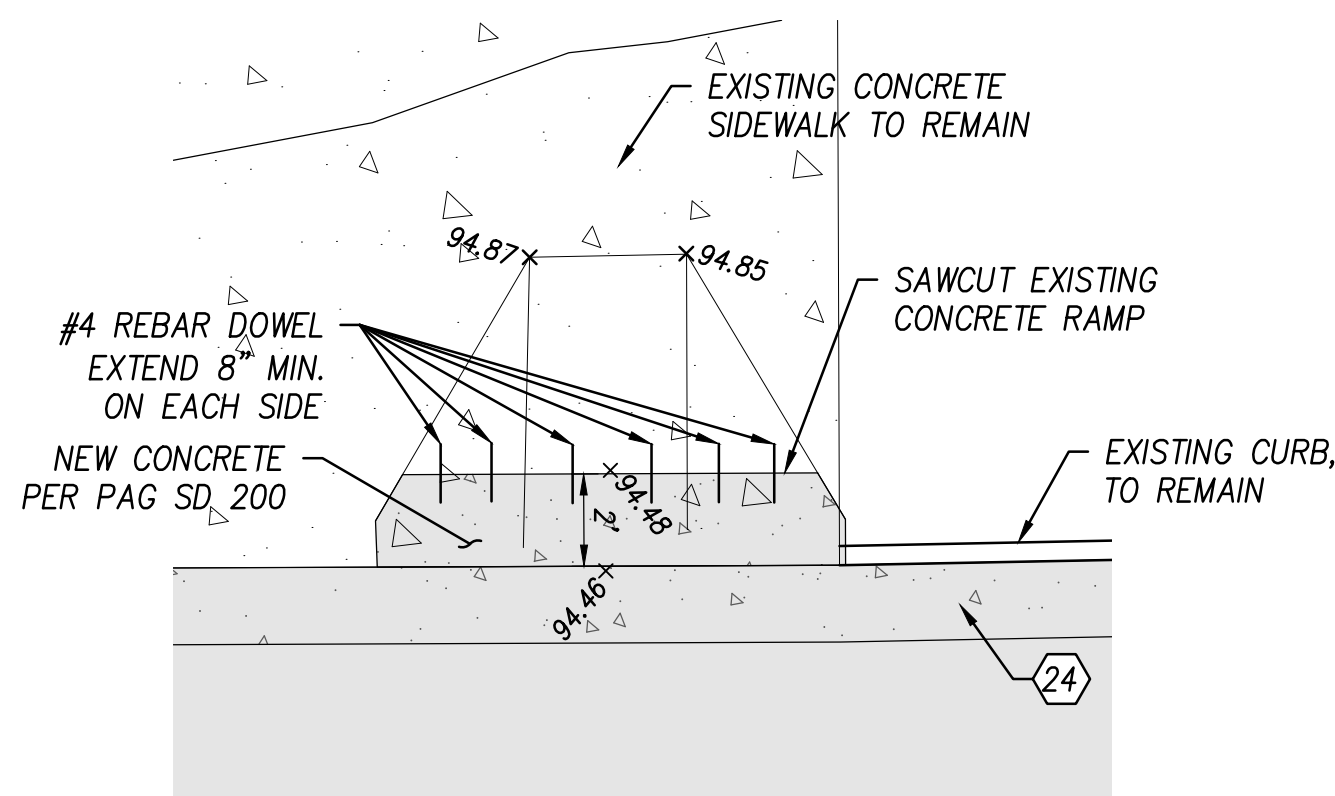 EXISTING CONCRETE
SIDEWALK TO REMAIN
94.87
94.85
SAWCUT EXISTING
CONCRETE RAMP
#4 REBAR DOWEL
EXTEND 8" MIN.
ON EACH SIDE
NEW CONCRETE
PER PAG SD 200
EXISTING CURB,
TO REMAIN
94.48
2'
94.46
24